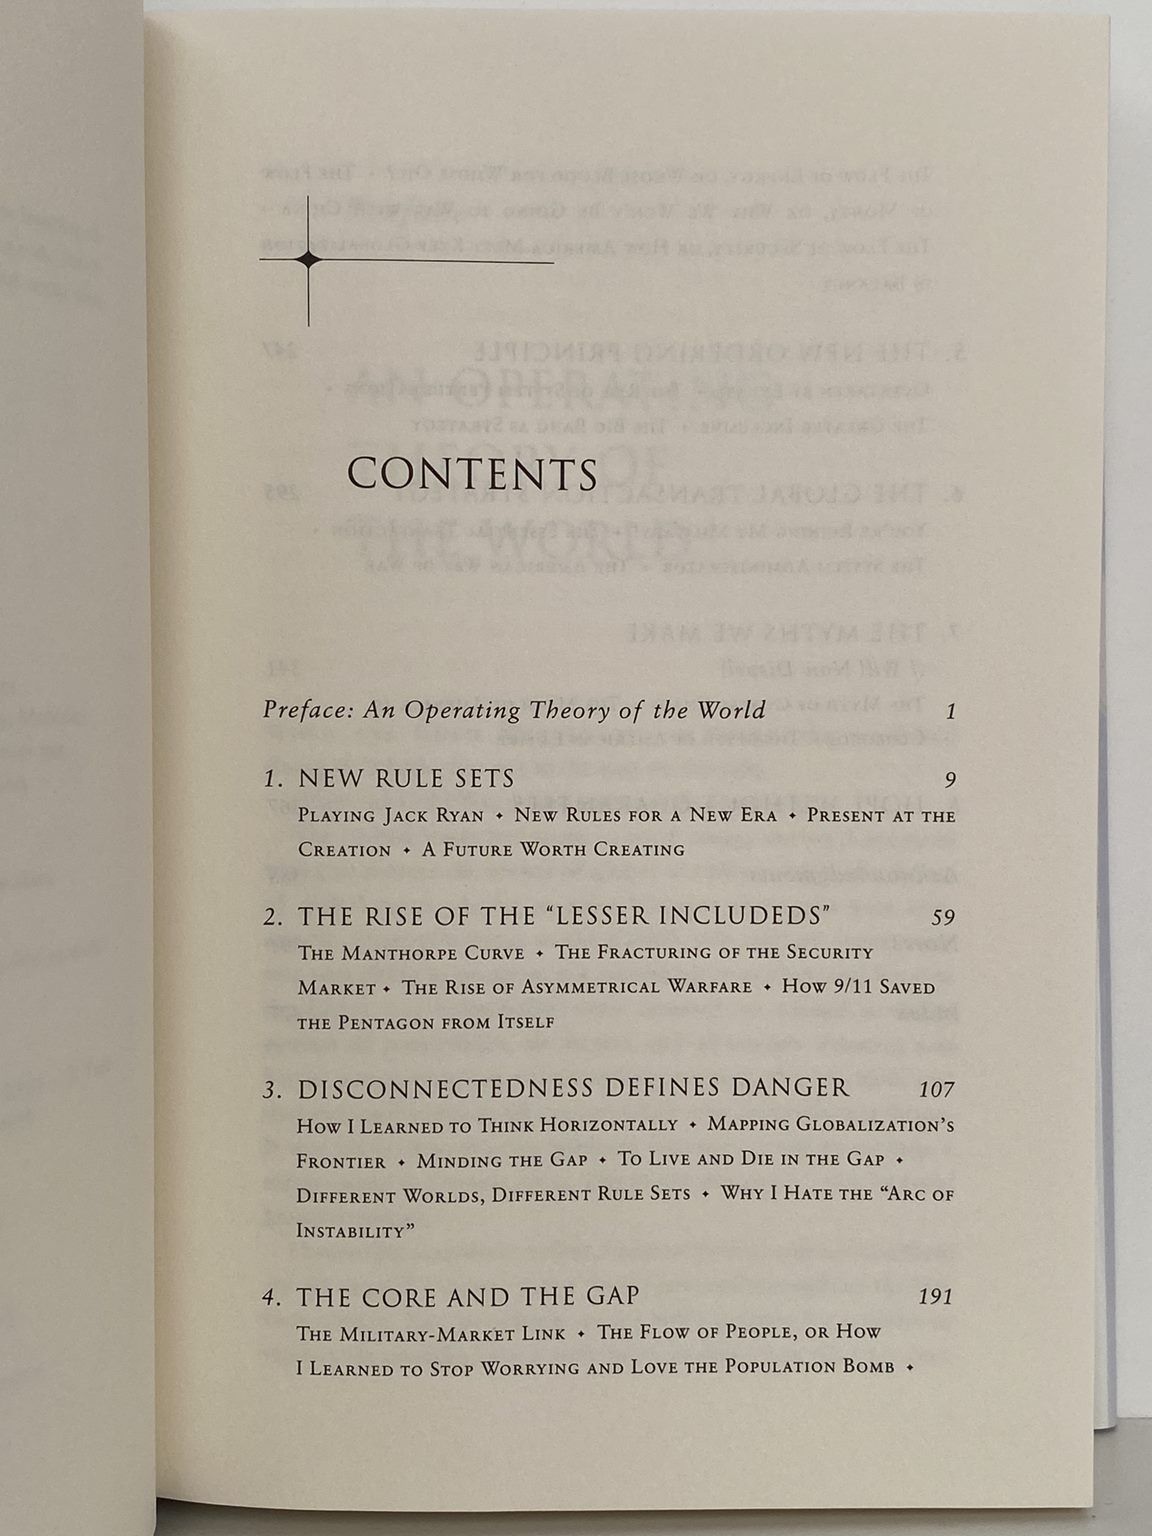 CONTENTS
Preface: An Operating Theory of the World 1
1. NEW RULE SETS 9
PLAYING JACK RYAN ✦ NEW RULES FOR A NEW ERA ✦ PRESENT AT THE
CREATION ✦ A FUTURE WORTH CREATING
2. THE RISE OF THE “LESSER INCLUDEDS” 59
THE MANTHORPE CURVE ✦ THE FRACTURING OF THE SECURITY
MARKET ✦ THE RISE OF ASYMMETRICAL WARFARE ✦ HOW 9/11 SAVED
THE PENTAGON FROM ITSELF
3. DISCONNECTEDNESS DEFINES DANGER 107
HOW I LEARNED TO THINK HORIZONTALLY ✦ MAPPING GLOBALIZATION’S
FRONTIER ✦ MINDING THE GAP ✦ TO LIVE AND DIE IN THE GAP ✦
DIFFERENT WORLDS, DIFFERENT RULE SETS ✦ WHY I HATE THE “ARC OF
INSTABILITY”
4. THE CORE AND THE GAP 191
THE MILITARY-MARKET LINK ✦ THE FLOW OF PEOPLE, OR HOW
I LEARNED TO STOP WORRYING AND LOVE THE POPULATION BOMB ✦